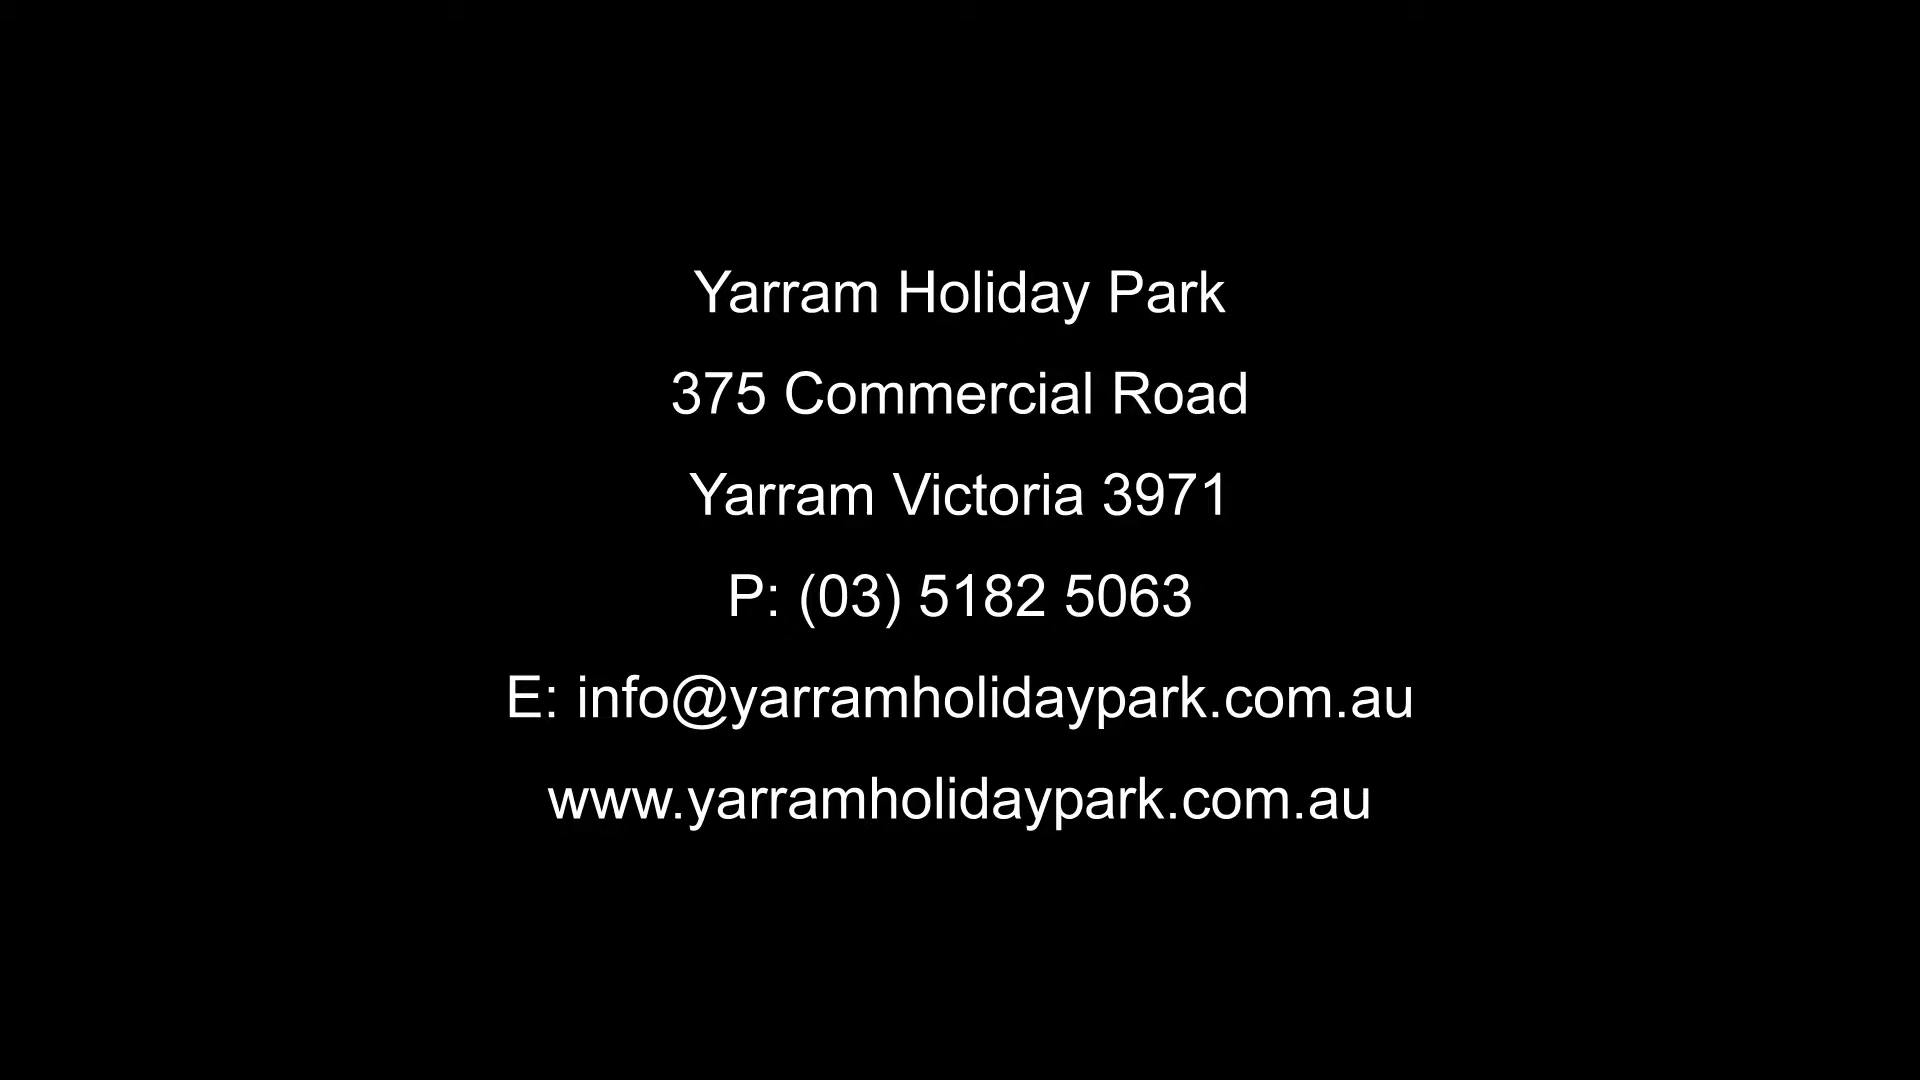 Yarram Holiday Park
375 Commercial Road
Yarram Victoria 3971
P: (03) 5182 5063
E: info@yarramholidaypark.com.au
www.yarramholidaypark.com.au